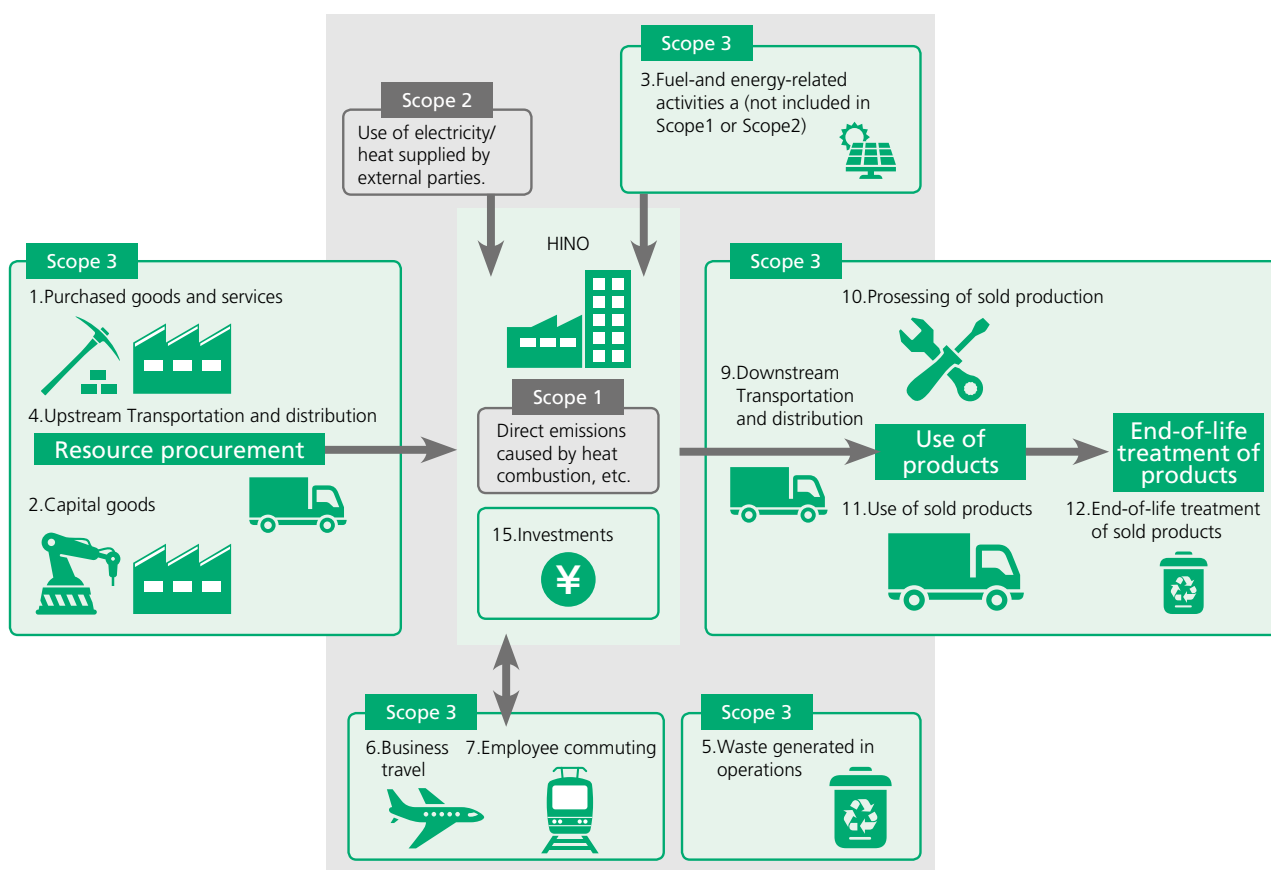 Scope 3
3.Fuel-and energy-related
activities a (not included in
Scope1 or Scope2)
Scope 2
Use of electricity/
heat supplied by
external parties.
HINO
Scope 3
1.Purchased goods and services
4.Upstream Transportation and distribution
Resource procurement
2.Capital goods
Scope 1
Direct emissions
caused by heat
combustion, etc.
15.Investments
¥
Scope 3
10.Prosessing of sold production
9.Downstream
Transportation
and distribution
Use of
products
End-of-life
treatment of
products
11.Use of sold products
12.End-of-life treatment
of sold products
Scope 3
6.Business
travel
7.Employee commuting
Scope 3
5.Waste generated in
operations